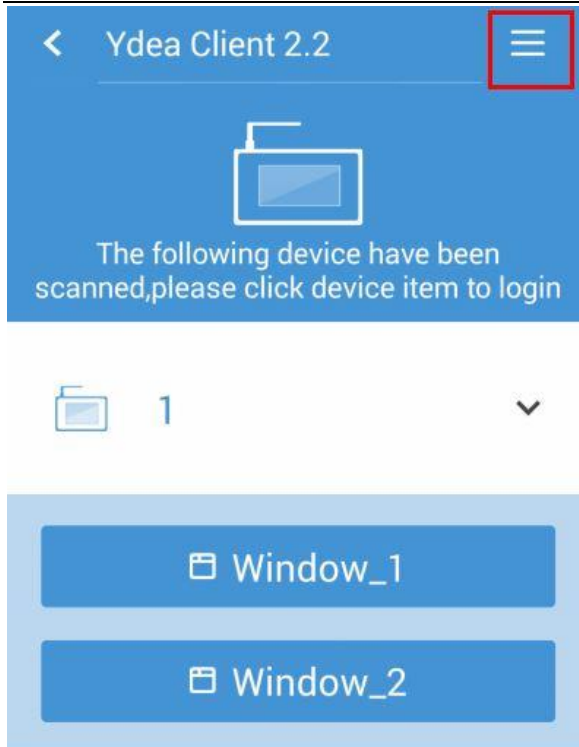 Ydea Client 2.2
The following device have been
scanned,please click device item to login
1
Window_1
Window_2